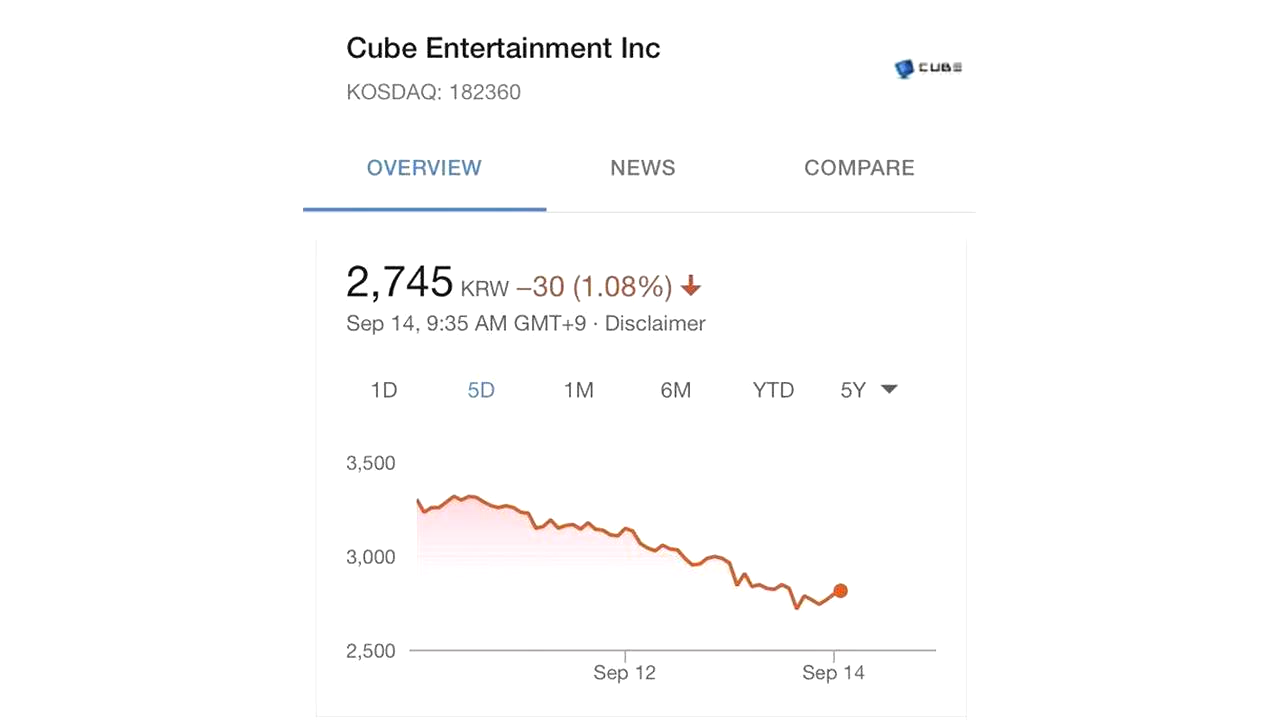 Cube Entertainment Inc
KOSDAQ: 182360
CUBE
OVERVIEW NEWS COMPARE
2,745 KRW –30 (1.08%)
Sep 14, 9:35 AM GMT+9 · Disclaimer
1D 5D 1M 6M YTD 5Y
3,500
3,000
2,500
Sep 12 Sep 14